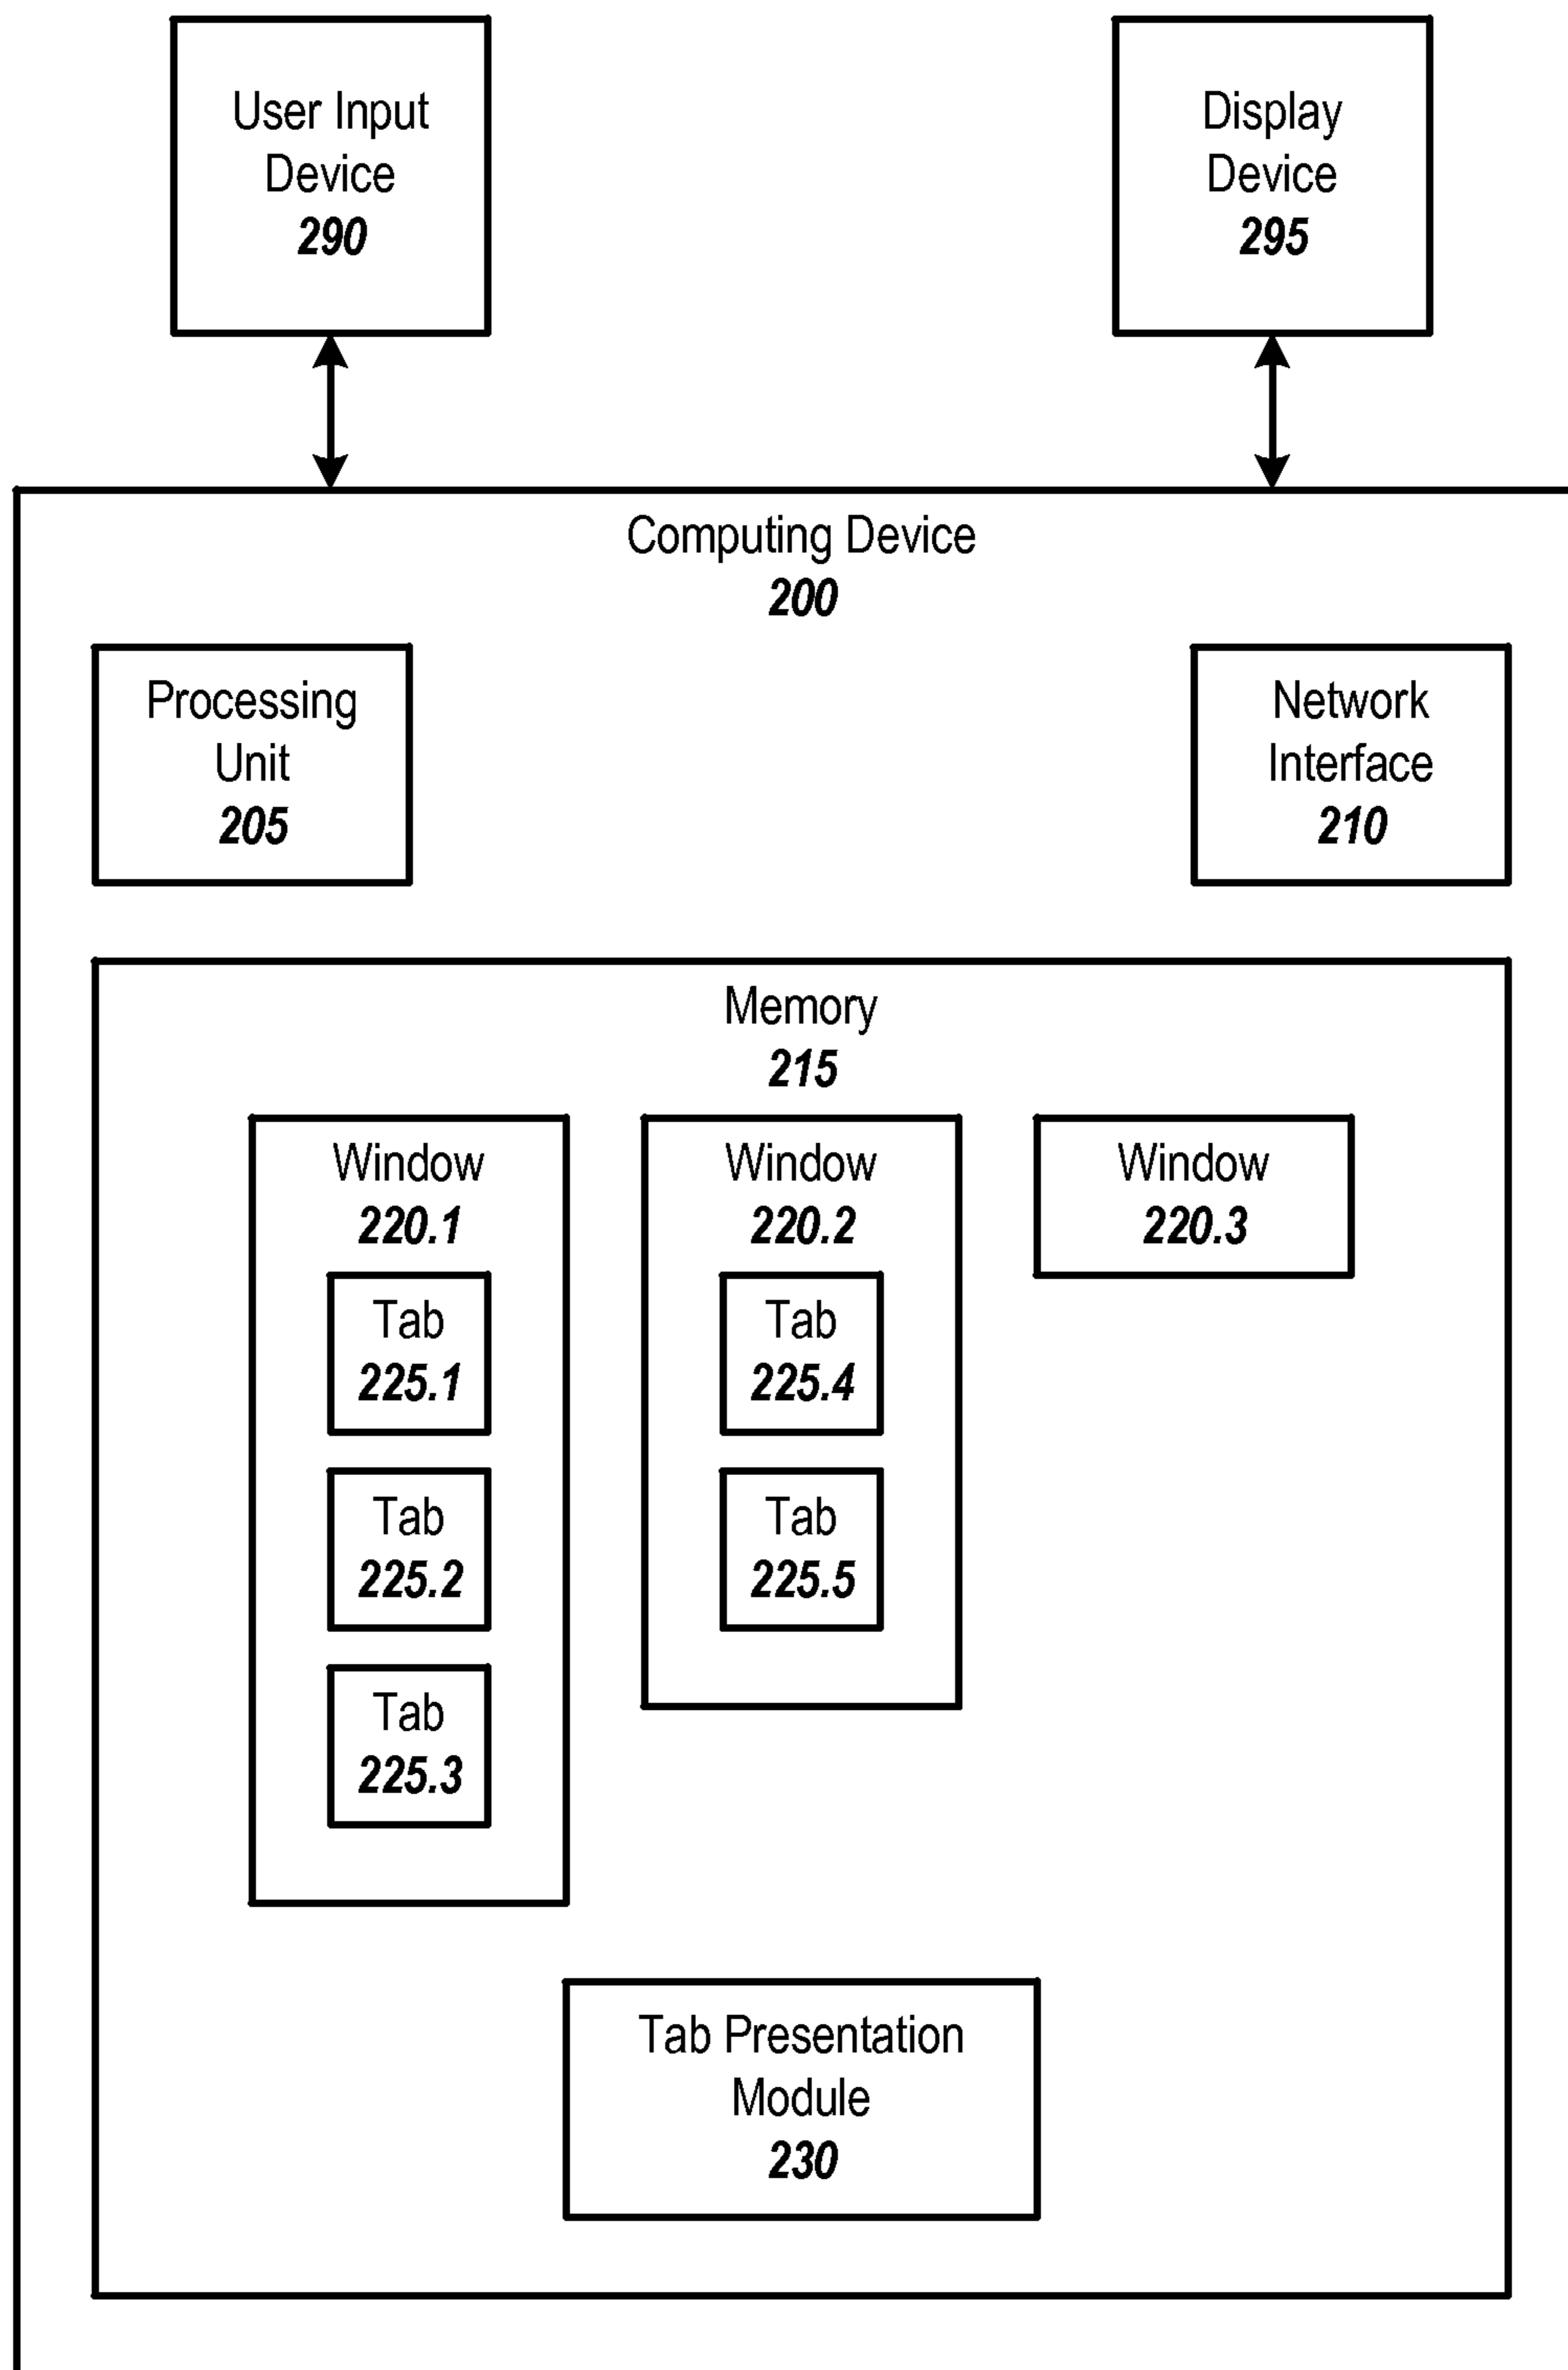 User Input
Device
290
Display
Device
295
Computing Device
200
Processing
Unit
205
Network
Interface
210
Memory
215
Window
220.1
Tab
225.1
Tab
225.2
Tab
225.3
Window
220.2
Tab
225.4
Tab
225.5
Window
220.3
Tab Presentation
Module
230